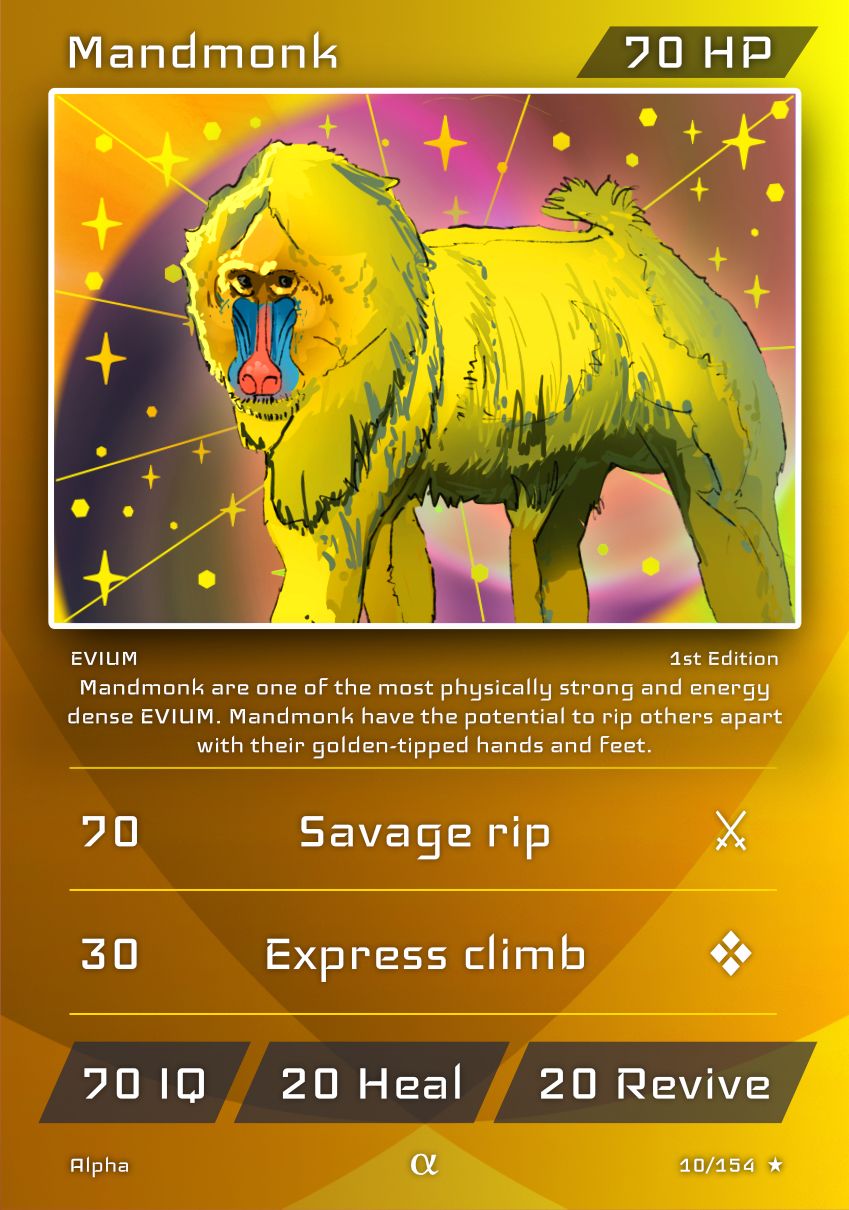 Mandmonk
70 HP
EVIUM
1st Edition
Mandmonk are one of the most physically strong and energy
dense EVIUM. Mandmonk have the potential to rip others apart
with their golden-tipped hands and feet.
70 Savage rip
30 Express climb
70 IQ
20 Heal
20 Revive
Alpha
α
10/154 ★